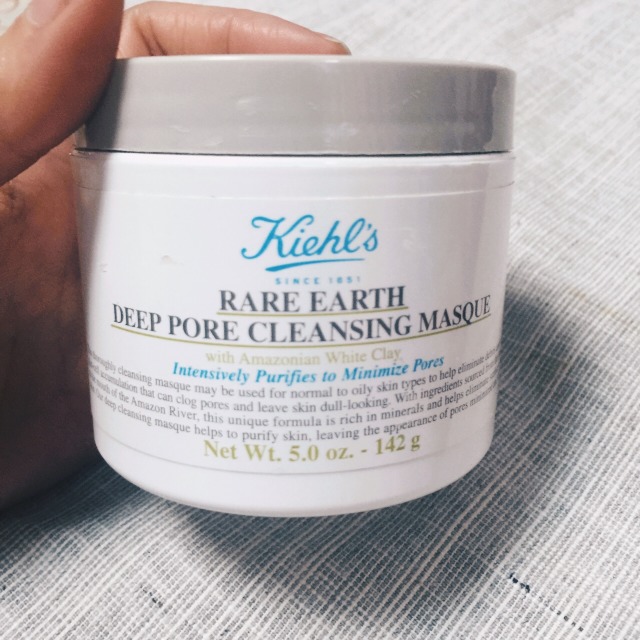 Kiehl's
SINCE 1851
RARE EARTH
DEEP PORE CLEANSING MASQUE
with Amazonian White Clay
Intensively Purifies to Minimize Pores
cleansing masque may be used for normal to oily skin types to help eliminate
that can clog pores and leave skin dull-looking. With ingredients sourced
of the Amazon River, this unique formula is rich in minerals and helps
deep cleansing masque helps to purify skin, leaving the appearance of pores
Net Wt. 5.0 oz. - 142 g